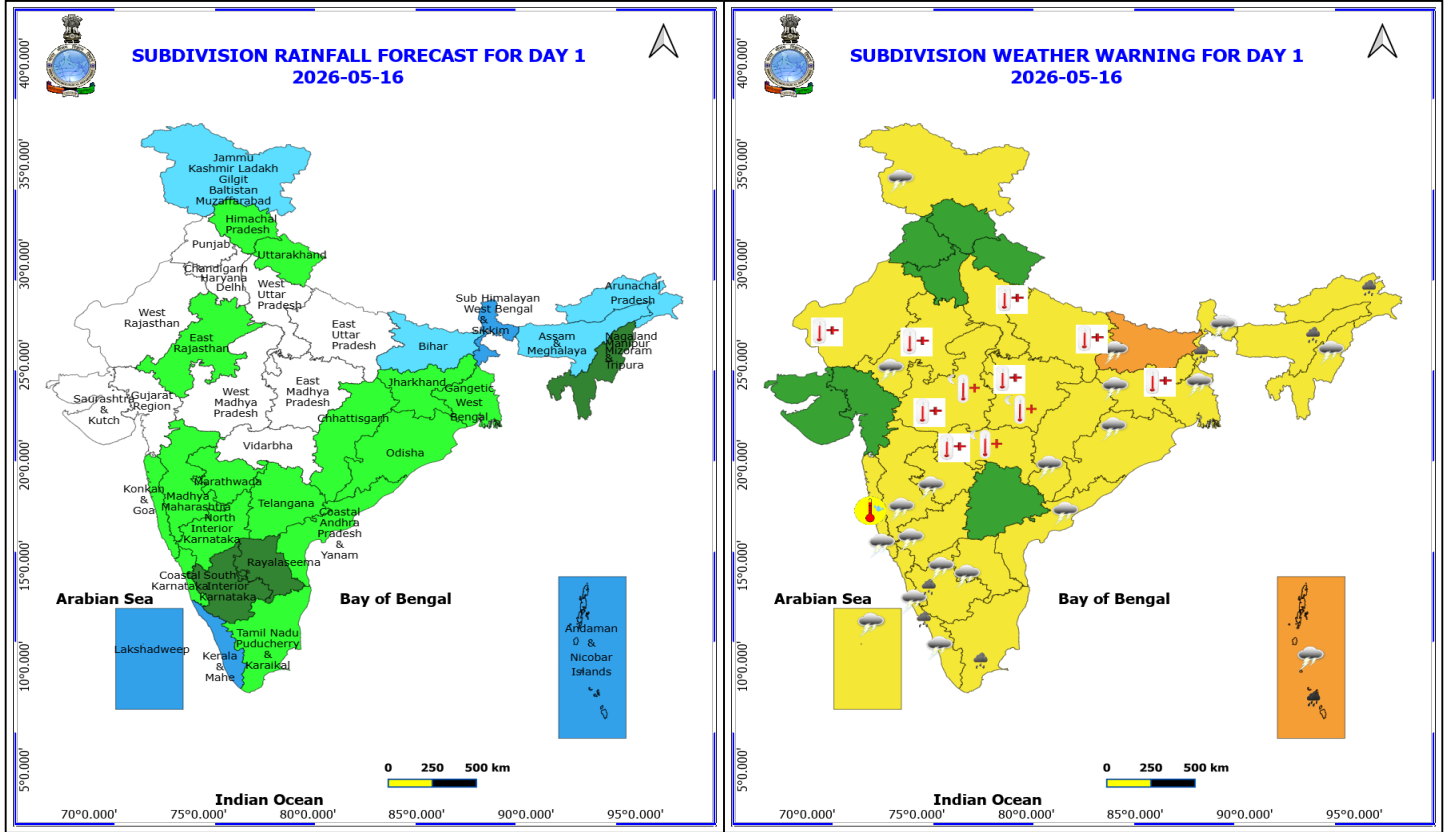 SUBDIVISION RAINFALL FORECAST FOR DAY 1
2026-05-16
40°0.000'
35°0.000'
30°0.000'
25°0.000'
20°0.000'
15°0.000'
10°0.000'
5°0.000'
Jammu
Kashmir Ladakh
Gilgit
Baltistan
Muzaffarabad
Himachal
Pradesh
Punjab
Uttarakhand
Chandigarh
Haryana
Delhi
West
Uttar
Pradesh
West
Rajasthan
East
Rajasthan
East
Uttar
Pradesh
Sub Himalayan
West Bengal
&
Sikkim
Arunachal
Pradesh
Assam
&
Meghalaya
Nagaland
Manipur
Mizoram
&
Tripura
Bihar
Jharkhand
Gangetic
West
Bengal
Saurashtra
&
Kutch
Gujarat
Region
West
Madhya
Pradesh
East
Madhya
Pradesh
Chhattisgarh
Vidarbha
Odisha
Konkan
&
Goa
Marathwada
Madhya
Maharashtra
North
Interior
Karnataka
Telangana
Coastal
Andhra
Pradesh
&
Yanam
Rayalaseema
Coastal
Karnataka
South
Interior
Karnataka
Tamil Nadu
Puducherry
&
Karaikal
Kerala
&
Mahe
Lakshadweep
Andaman
&
Nicobar
Islands
Arabian Sea
Bay of Bengal
Indian Ocean
0 250 500 km
70°0.000' 75°0.000' 80°0.000' 85°0.000' 90°0.000' 95°0.000'
SUBDIVISION WEATHER WARNING FOR DAY 1
2026-05-16
40°0.000'
35°0.000'
30°0.000'
25°0.000'
20°0.000'
15°0.000'
10°0.000'
5°0.000'
Arabian Sea
Bay of Bengal
Indian Ocean
0 250 500 km
70°0.000' 75°0.000' 80°0.000' 85°0.000' 90°0.000' 95°0.000'